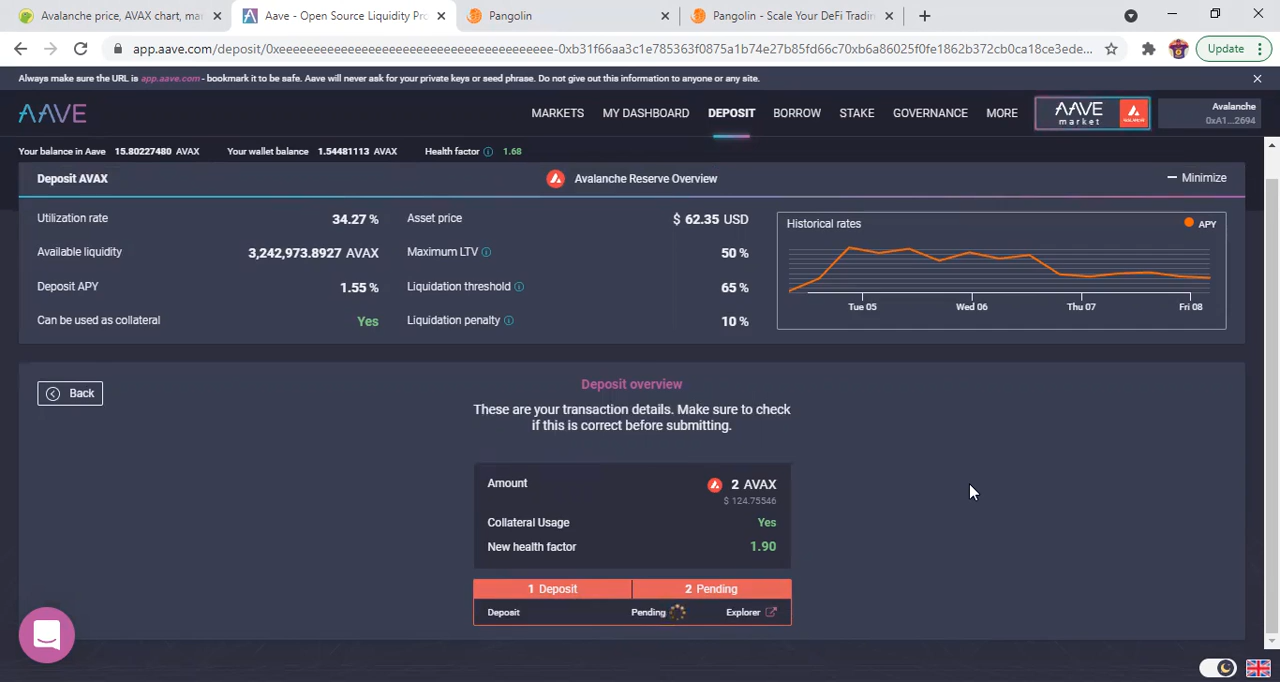 Avalanche price, AVAX chart, mar
Aave - Open Source Liquidity Pro
Pangolin
Pangolin - Scale Your DeFi Tradin
app.aave.com/deposit/0xeeeeeeeeeeeeeeeeeeeeeeeeeeeeeeeeeeeeeeee-0xb31f66aa3c1e785363f0875a1b74e27b85fd66c70xb6a86025f0fe1862b372cb0ca18ce3ede...
Update
Always make sure the URL is app.aave.com - bookmark it to be safe. Aave will never ask for your private keys or seed phrase. Do not give out this information to anyone or any site.
AAVE
MARKETS
MY DASHBOARD
DEPOSIT
BORROW
STAKE
GOVERNANCE
MORE
AAVE market
Avalanche
0xA1...2694
Your balance in Aave 15.80227480 AVAX
Your wallet balance 1.54481113 AVAX
Health factor 1.68
Deposit AVAX
Avalanche Reserve Overview
Minimize
Utilization rate 34.27 %
Available liquidity 3,242,973.8927 AVAX
Deposit APY 1.55 %
Can be used as collateral Yes
Asset price $ 62.35 USD
Maximum LTV 50 %
Liquidation threshold 65 %
Liquidation penalty 10 %
Historical rates
APY
Tue 05 Wed 06 Thu 07 Fri 08
Back
Deposit overview
These are your transaction details. Make sure to check
if this is correct before submitting.
Amount 2 AVAX
$ 124.75546
Collateral Usage Yes
New health factor 1.90
1 Deposit 2 Pending
Deposit Pending Explorer